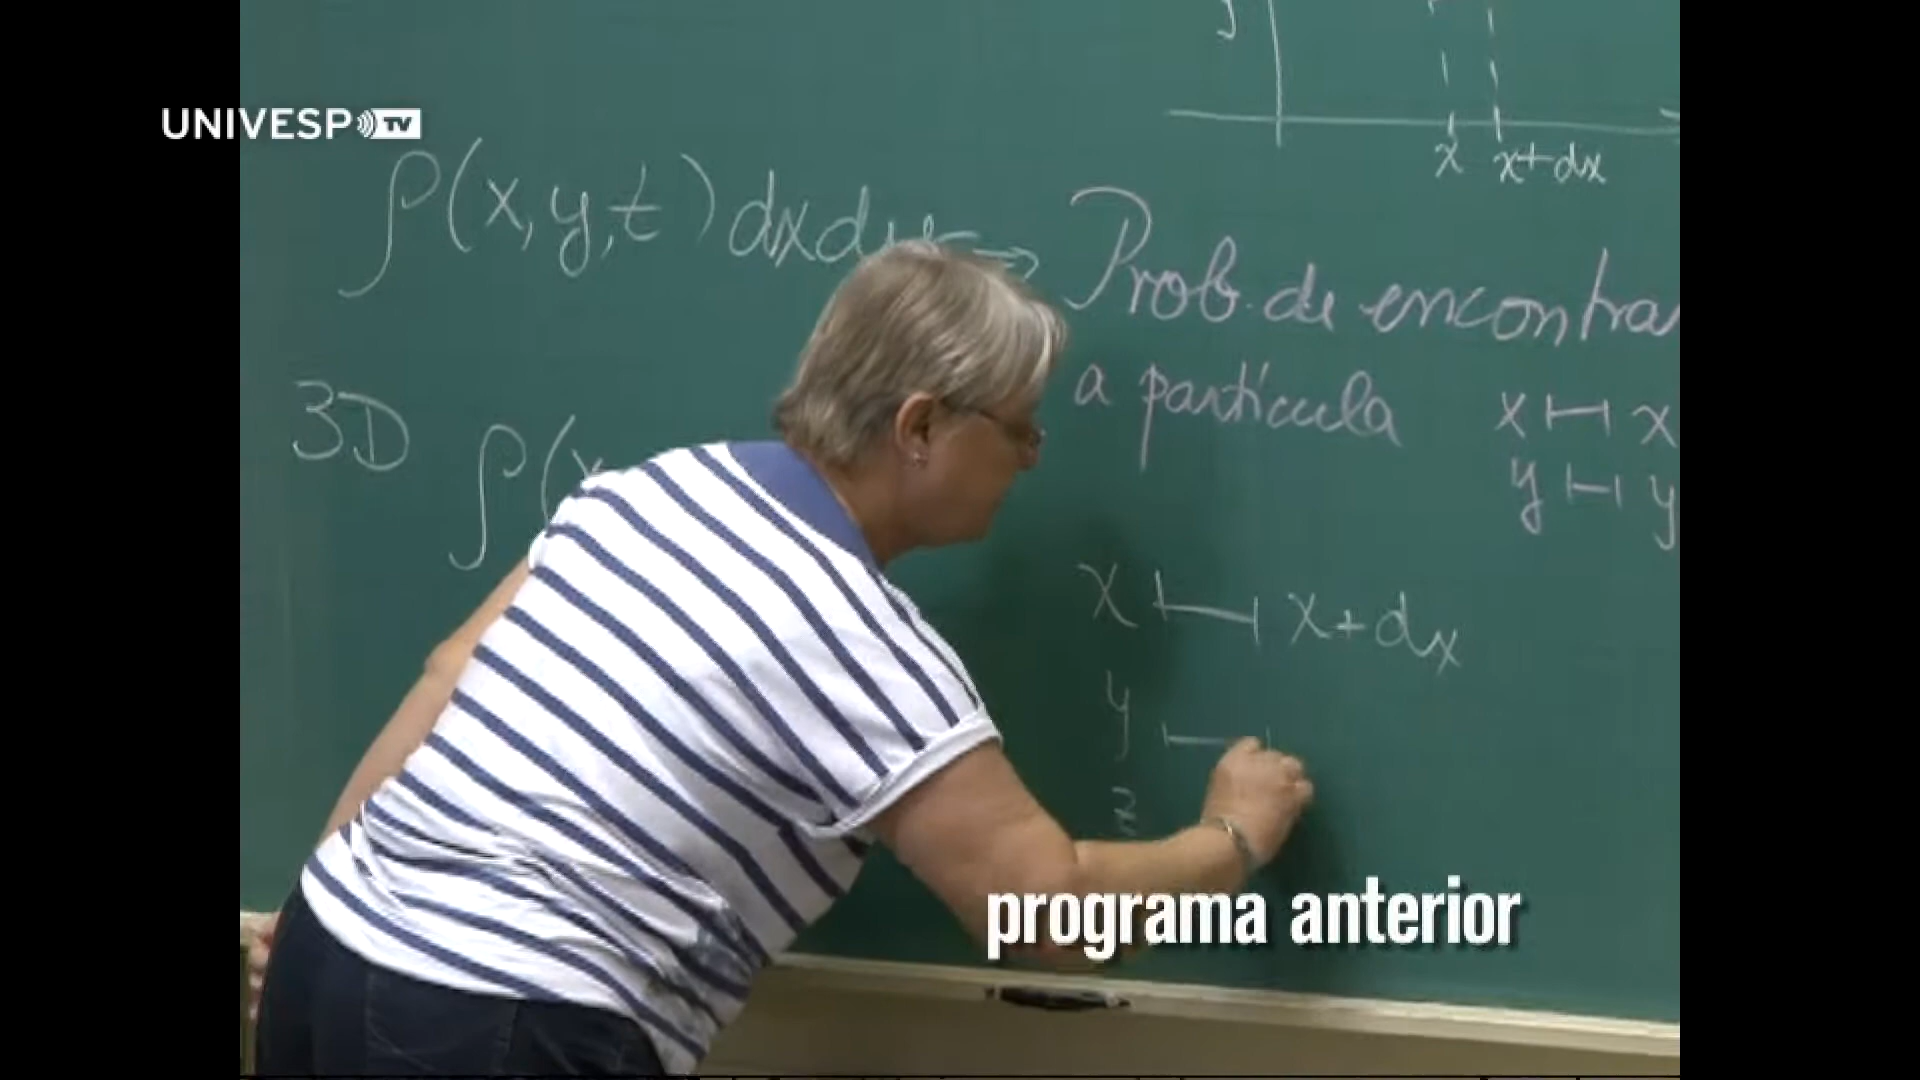 UNIVESP TV
y
x x+dx
ρ(x,y,t) dxdy →
Prob. de encontrar
a partícula x ⊢⊣ x
y ⊢⊣ y
3D ρ(x
x ⊢⊣ x+dx
y ⊢⊣
z
programa anterior